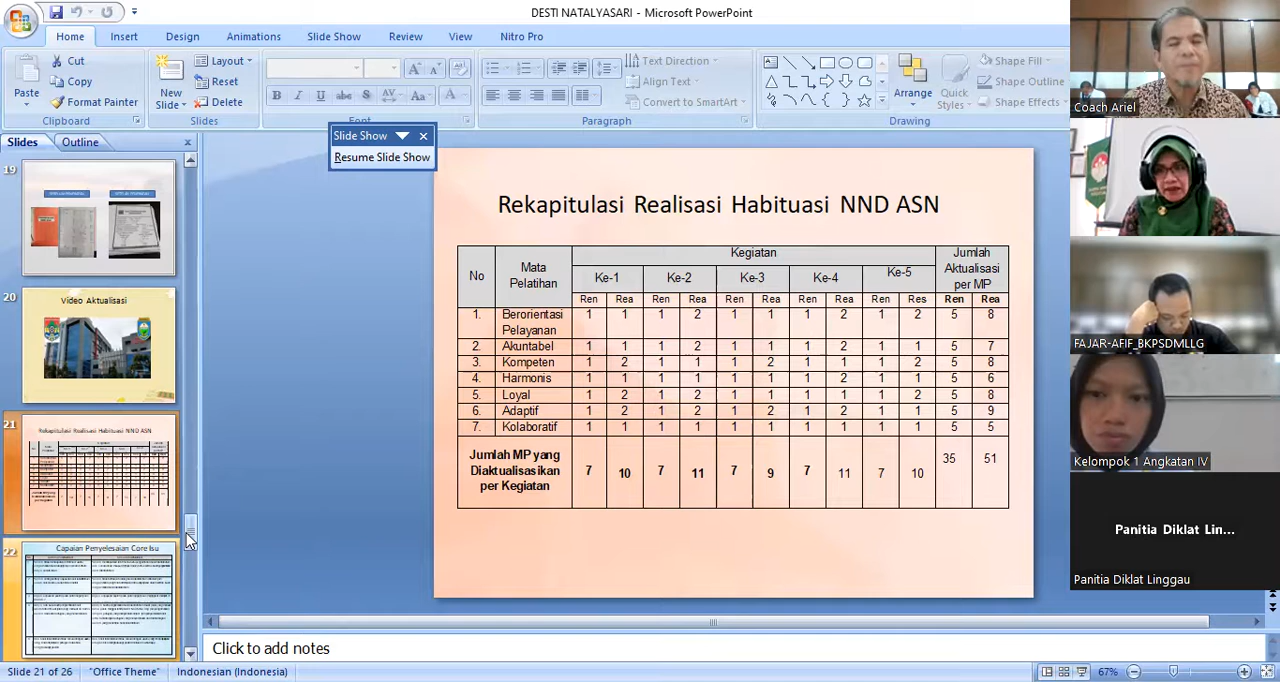 DESTI NATALYASARI - Microsoft PowerPoint
Home Insert Design Animations Slide Show Review View Nitro Pro
Cut
Copy
Format Painter
Paste
Clipboard
New
Slide
Layout
Reset
Delete
Slides
Font
Text Direction
Align Text
Convert to SmartArt
Paragraph
Arrange
Quick
Styles
Shape Fill
Shape Outline
Shape Effects
Drawing
Slides Outline
Slide Show
Resume Slide Show
19
20
Video Aktualisasi
21
Rekapitulasi Realisasi Habituasi NND ASN
22
Capaian Penyelesaian Core Isu
Rekapitulasi Realisasi Habituasi NND ASN
No Mata Pelatihan Kegiatan Jumlah Aktualisasi per MP
Ke-1 Ke-2 Ke-3 Ke-4 Ke-5
Ren Rea Ren Rea Ren Rea Ren Rea Ren Res Ren Rea
1. Berorientasi Pelayanan 1 1 1 2 1 1 1 2 1 2 5 8
2. Akuntabel 1 1 1 2 1 1 1 2 1 1 5 7
3. Kompeten 1 2 1 1 1 2 1 1 1 2 5 8
4. Harmonis 1 1 1 1 1 1 1 2 1 1 5 6
5. Loyal 1 2 1 2 1 1 1 1 1 2 5 8
6. Adaptif 1 2 1 2 1 2 1 2 1 1 5 9
7. Kolaboratif 1 1 1 1 1 1 1 1 1 1 5 5
Jumlah MP yang Diaktualisasikan per Kegiatan 7 10 7 11 7 9 7 11 7 10 35 51
Click to add notes
Slide 21 of 26 "Office Theme" Indonesian (Indonesia) 67%
Coach Ariel
FAJAR-AFIF_BKPSDMLLG
Kelompok 1 Angkatan IV
Panitia Diklat Lin...
Panitia Diklat Linggau